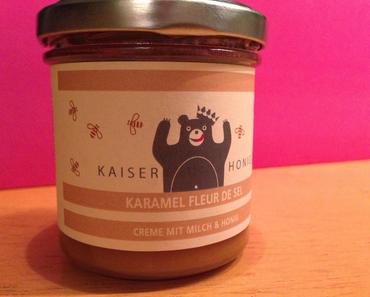 KAISER HONIG
KARAMEL FLEUR DE SEL
CREME MIT MILCH & HONIG